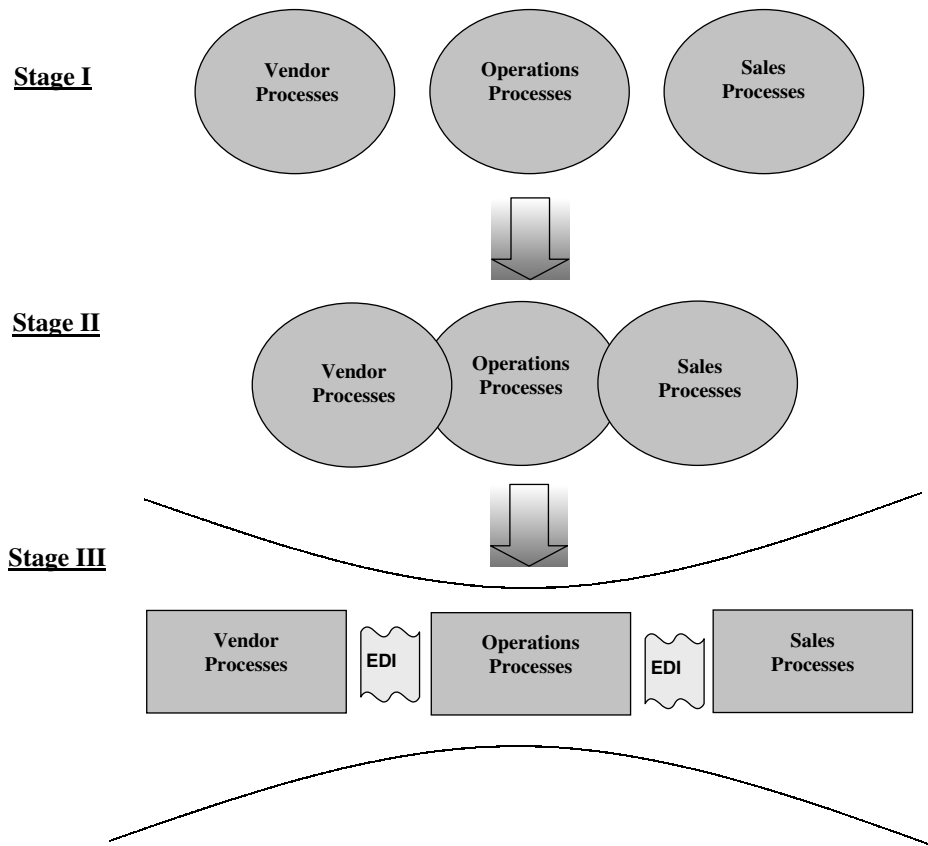 Stage I
Vendor
Processes
Operations
Processes
Sales
Processes
Stage II
Vendor
Processes
Operations
Processes
Sales
Processes
Stage III
Vendor
Processes
EDI
Operations
Processes
EDI
Sales
Processes